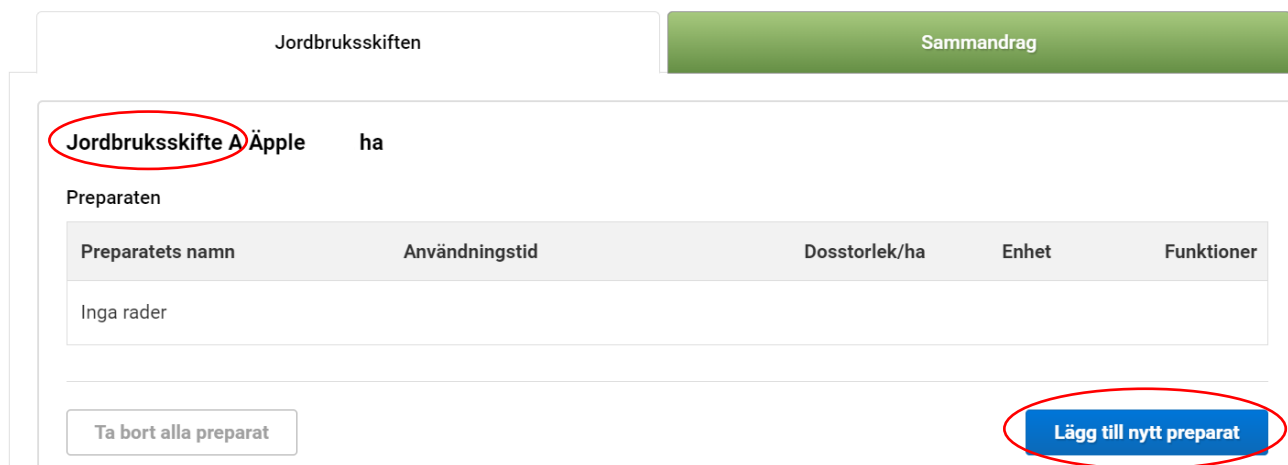 Jordbruksskiften Sammandrag
Jordbruksskifte A Äpple ha
Preparaten
Preparatets namn Användningstid Dosstorlek/ha Enhet Funktioner
Inga rader
Ta bort alla preparat Lägg till nytt preparat